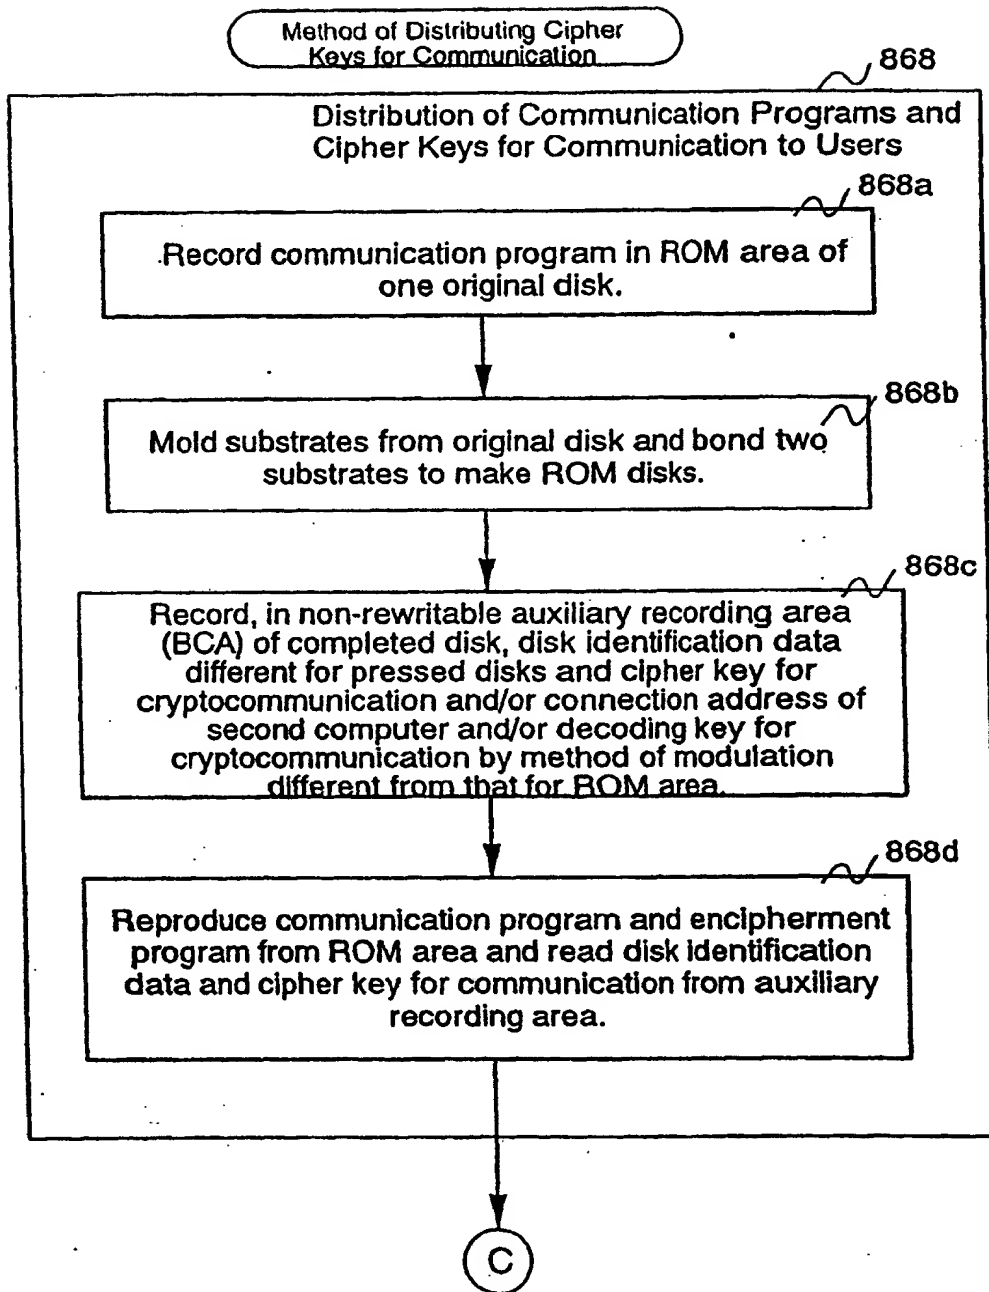 Method of Distributing Cipher
Keys for Communication
868
Distribution of Communication Programs and
Cipher Keys for Communication to Users
868a
Record communication program in ROM area of
one original disk.
868b
Mold substrates from original disk and bond two
substrates to make ROM disks.
868c
Record, in non-rewritable auxiliary recording area
(BCA) of completed disk, disk identification data
different for pressed disks and cipher key for
cryptocommunication and/or connection address of
second computer and/or decoding key for
cryptocommunication by method of modulation
different from that for ROM area.
868d
Reproduce communication program and encipherment
program from ROM area and read disk identification
data and cipher key for communication from auxiliary
recording area.
C